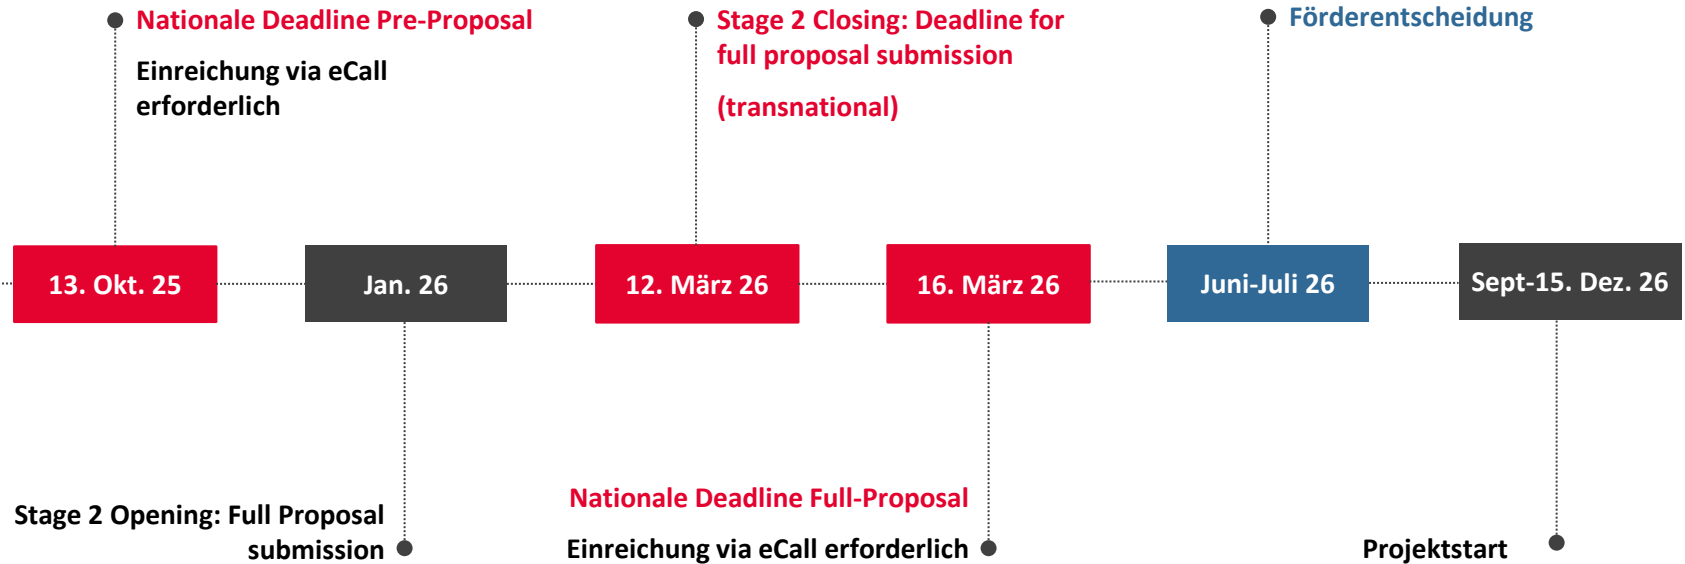 Nationale Deadline Pre-Proposal
Einreichung via eCall
erforderlich
Stage 2 Closing: Deadline for
full proposal submission
(transnational)
Förderentscheidung
13. Okt. 25
Jan. 26
12. März 26
16. März 26
Juni-Juli 26
Sept-15. Dez. 26
Stage 2 Opening: Full Proposal
submission
Nationale Deadline Full-Proposal
Einreichung via eCall erforderlich
Projektstart